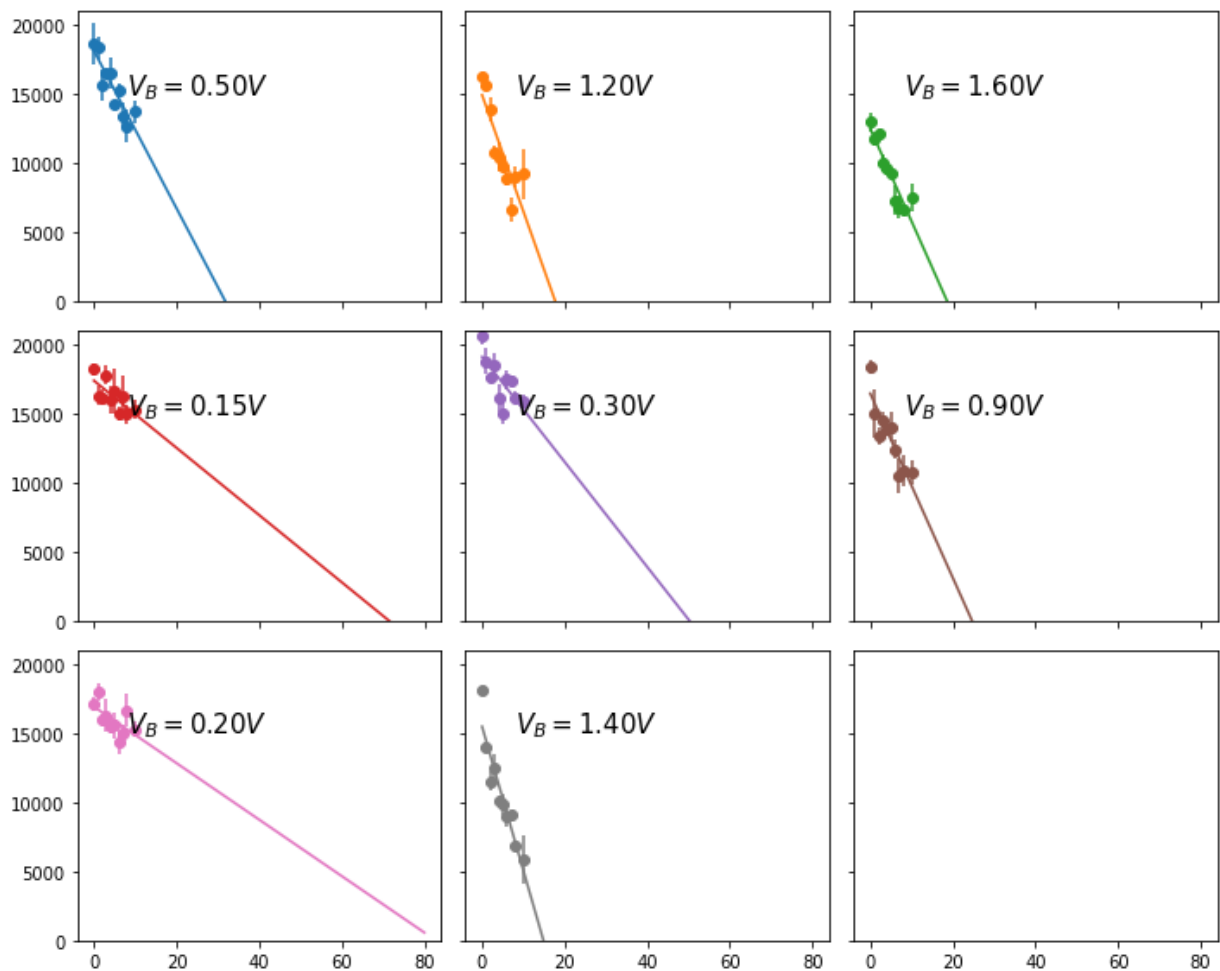 20000
15000
10000
5000
0
V_B = 0.50V
V_B = 1.20V
V_B = 1.60V
20000
15000
10000
5000
0
V_B = 0.15V
V_B = 0.30V
V_B = 0.90V
20000
15000
10000
5000
0
V_B = 0.20V
V_B = 1.40V
0 20 40 60 80
0 20 40 60 80
0 20 40 60 80